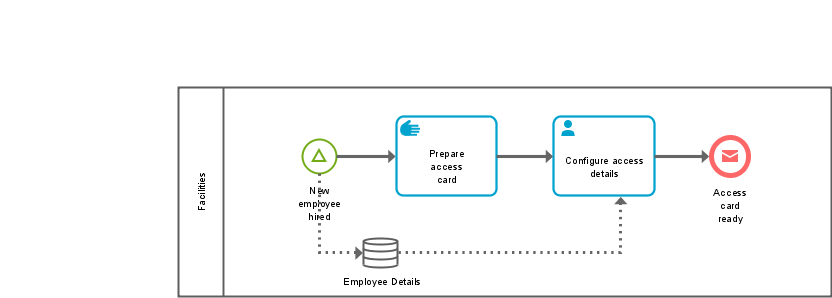 Facilities
New
employee
hired
Prepare
access
card
Configure access
details
Access
card
ready
Employee Details